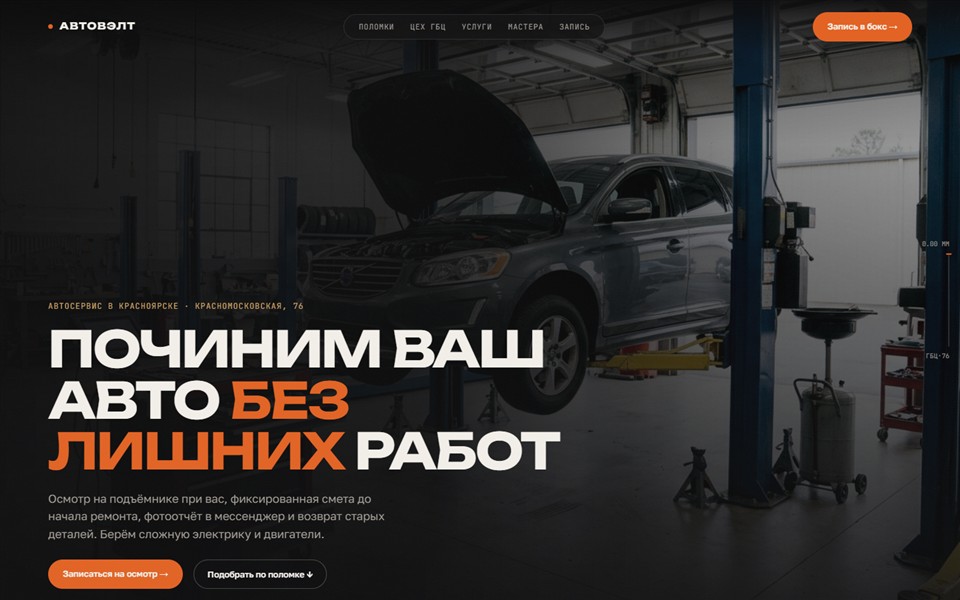 АВТОВЭЛТ
ПОЛОМКИ ЦЕХ ГБЦ УСЛУГИ МАСТЕРА ЗАПИСЬ
Запись в бокс →
0.00 ММ
ГБЦ·76
АВТОСЕРВИС В КРАСНОЯРСКЕ · КРАСНОМОСКОВСКАЯ, 76
ПОЧИНИМ ВАШ
АВТО БЕЗ
ЛИШНИХ РАБОТ
Осмотр на подъёмнике при вас, фиксированная смета до
начала ремонта, фотоотчёт в мессенджер и возврат старых
деталей. Берём сложную электрику и двигатели.
Записаться на осмотр →
Подобрать по поломке ↓